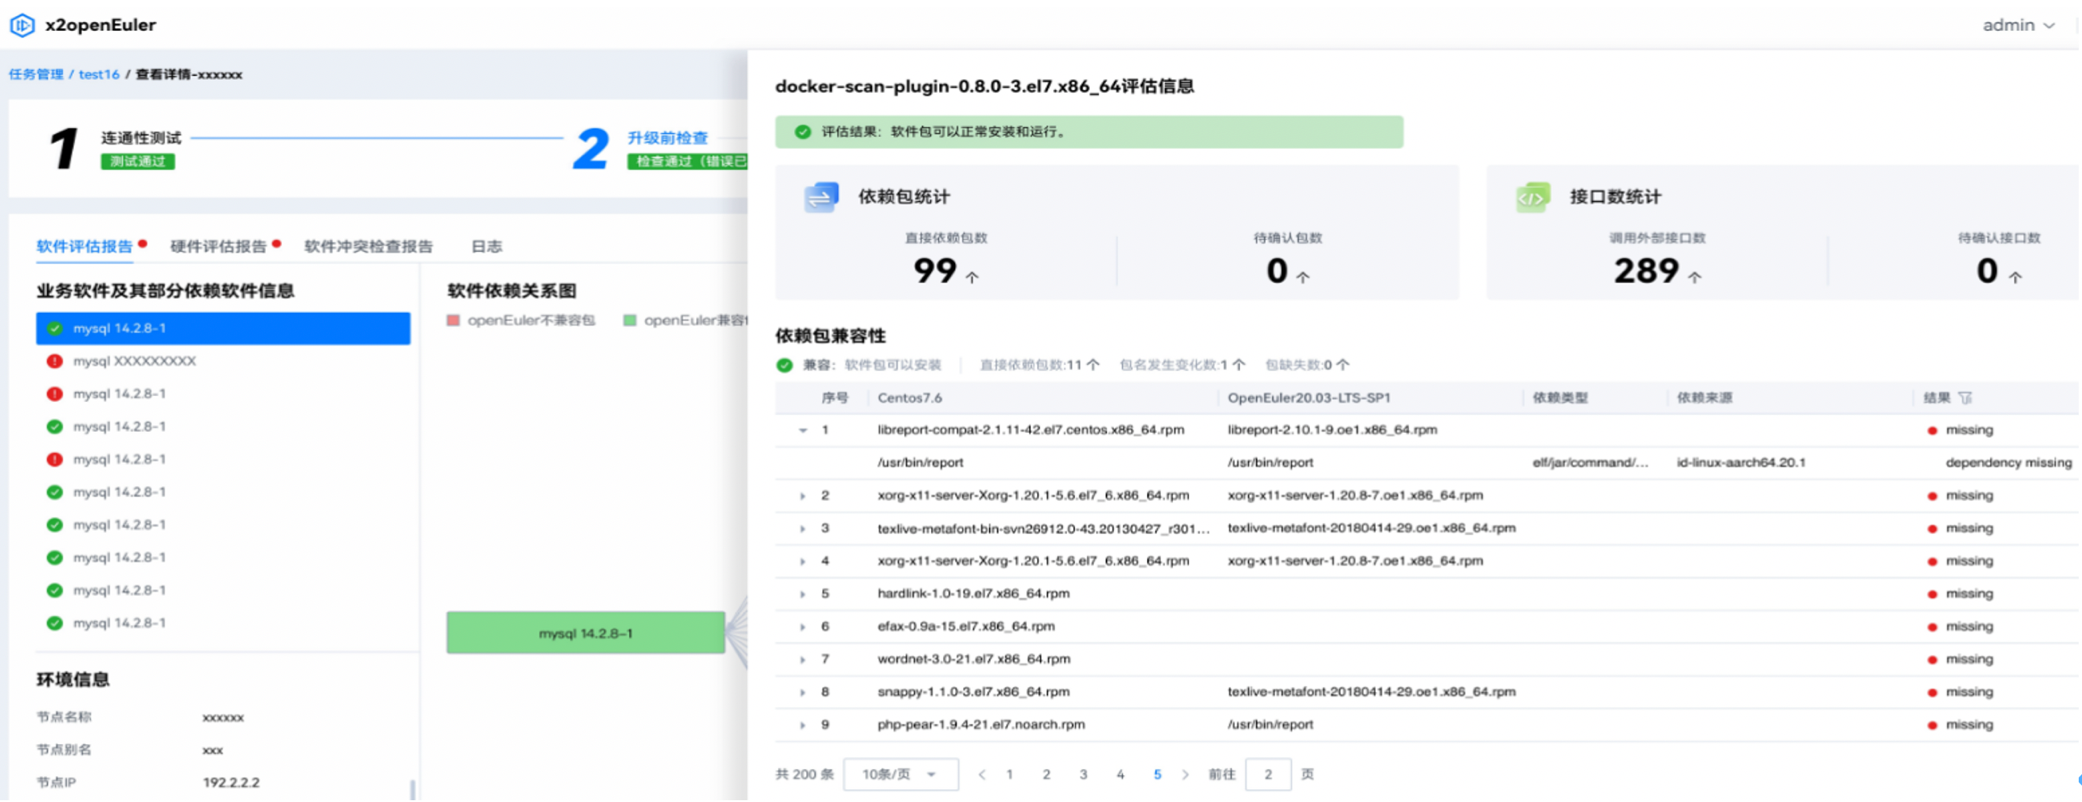 x2openEuler
admin
任务管理 / test16 / 查看详情-xxxxxx
1 连通性测试
测试通过
2 升级前检查
检查通过（错误已
软件评估报告 硬件评估报告 软件冲突检查报告 日志
业务软件及其部分依赖软件信息
mysql 14.2.8-1
mysql XXXXXXXXX
mysql 14.2.8-1
mysql 14.2.8-1
mysql 14.2.8-1
mysql 14.2.8-1
mysql 14.2.8-1
mysql 14.2.8-1
mysql 14.2.8-1
mysql 14.2.8-1
环境信息
节点名称 xxxxxx
节点别名 xxx
节点IP 192.2.2.2
软件依赖关系图
openEuler不兼容包 openEuler兼容
mysql 14.2.8-1
docker-scan-plugin-0.8.0-3.el7.x86_64评估信息
评估结果：软件包可以正常安装和运行。
依赖包统计
直接依赖包数 待确认包数
99 个 0 个
接口数统计
调用外部接口数 待确认接口数
289 个 0 个
依赖包兼容性
兼容：软件包可以安装 直接依赖包数:11 个 包名发生变化数:1 个 包缺失数:0 个
序号 Centos7.6 OpenEuler20.03-LTS-SP1 依赖类型 依赖来源 结果
1 libreport-compat-2.1.11-42.el7.centos.x86_64.rpm libreport-2.10.1-9.oe1.x86_64.rpm missing
/usr/bin/report /usr/bin/report elf/jar/command/... id-linux-aarch64.20.1 dependency missing
2 xorg-x11-server-Xorg-1.20.1-5.6.el7_6.x86_64.rpm xorg-x11-server-1.20.8-7.oe1.x86_64.rpm missing
3 texlive-metafont-bin-svn26912.0-43.20130427_r301... texlive-metafont-20180414-29.oe1.x86_64.rpm missing
4 xorg-x11-server-Xorg-1.20.1-5.6.el7_6.x86_64.rpm xorg-x11-server-1.20.8-7.oe1.x86_64.rpm missing
5 hardlink-1.0-19.el7.x86_64.rpm missing
6 efax-0.9a-15.el7.x86_64.rpm missing
7 wordnet-3.0-21.el7.x86_64.rpm missing
8 snappy-1.1.0-3.el7.x86_64.rpm texlive-metafont-20180414-29.oe1.x86_64.rpm missing
9 php-pear-1.9.4-21.el7.noarch.rpm /usr/bin/report missing
共 200 条 10条/页 < 1 2 3 4 5 > 前往 2 页